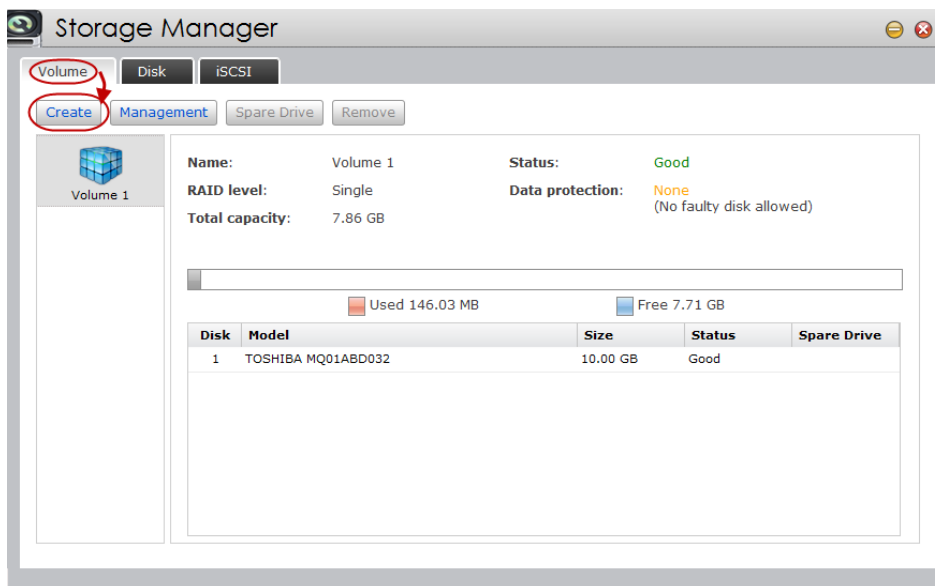 Storage Manager
Volume Disk iSCSI
Create Management Spare Drive Remove
Volume 1
Name: Volume 1 Status: Good
RAID level: Single Data protection: None
(No faulty disk allowed)
Total capacity: 7.86 GB
Used 146.03 MB Free 7.71 GB
Disk Model Size Status Spare Drive
1 TOSHIBA MQ01ABD032 10.00 GB Good